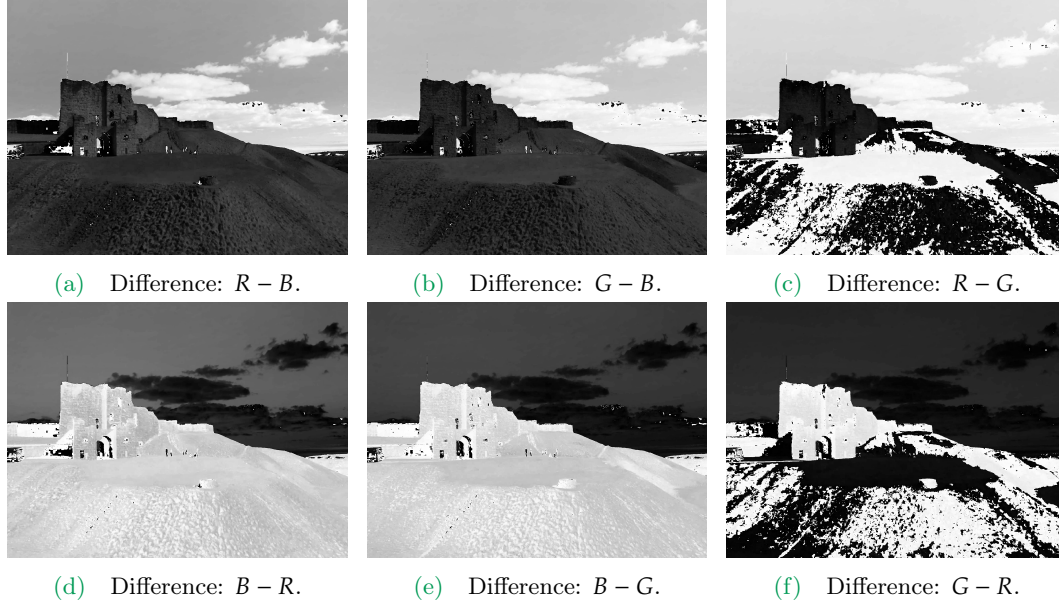 (a) Difference: R − B.
(b) Difference: G − B.
(c) Difference: R − G.
(d) Difference: B − R.
(e) Difference: B − G.
(f) Difference: G − R.